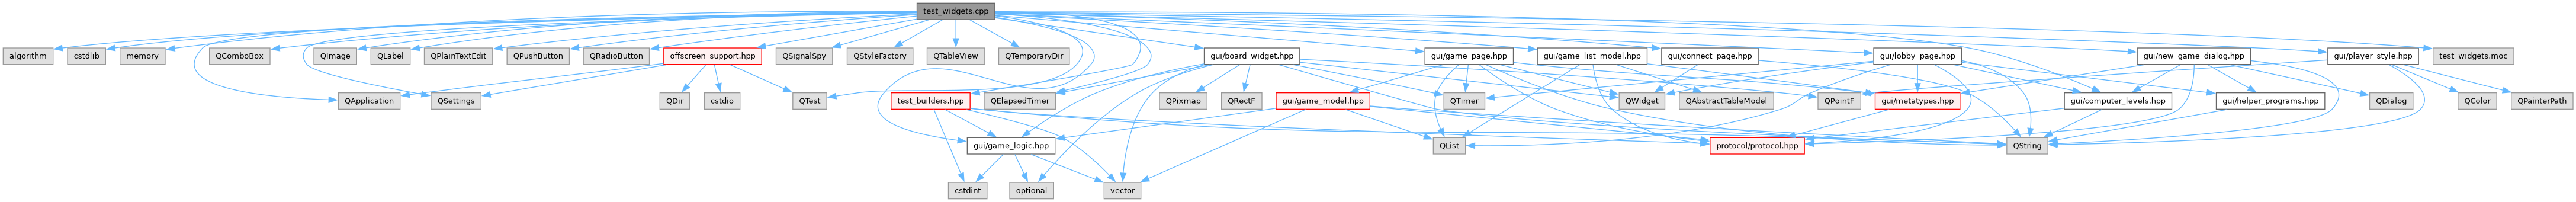 test_widgets.cpp
algorithm
cstdlib
memory
QComboBox
QImage
QLabel
QPlainTextEdit
QPushButton
QRadioButton
offscreen_support.hpp
QSignalSpy
QStyleFactory
QTableView
QTemporaryDir
gui/board_widget.hpp
gui/game_page.hpp
gui/game_list_model.hpp
gui/connect_page.hpp
gui/lobby_page.hpp
gui/new_game_dialog.hpp
gui/player_style.hpp
test_widgets.moc
QApplication
QSettings
QDir
cstdio
QTest
test_builders.hpp
QElapsedTimer
QPixmap
QRectF
gui/game_model.hpp
QTimer
QWidget
QAbstractTableModel
QPointF
gui/metatypes.hpp
gui/computer_levels.hpp
gui/helper_programs.hpp
QDialog
QColor
QPainterPath
gui/game_logic.hpp
QList
protocol/protocol.hpp
QString
cstdint
optional
vector